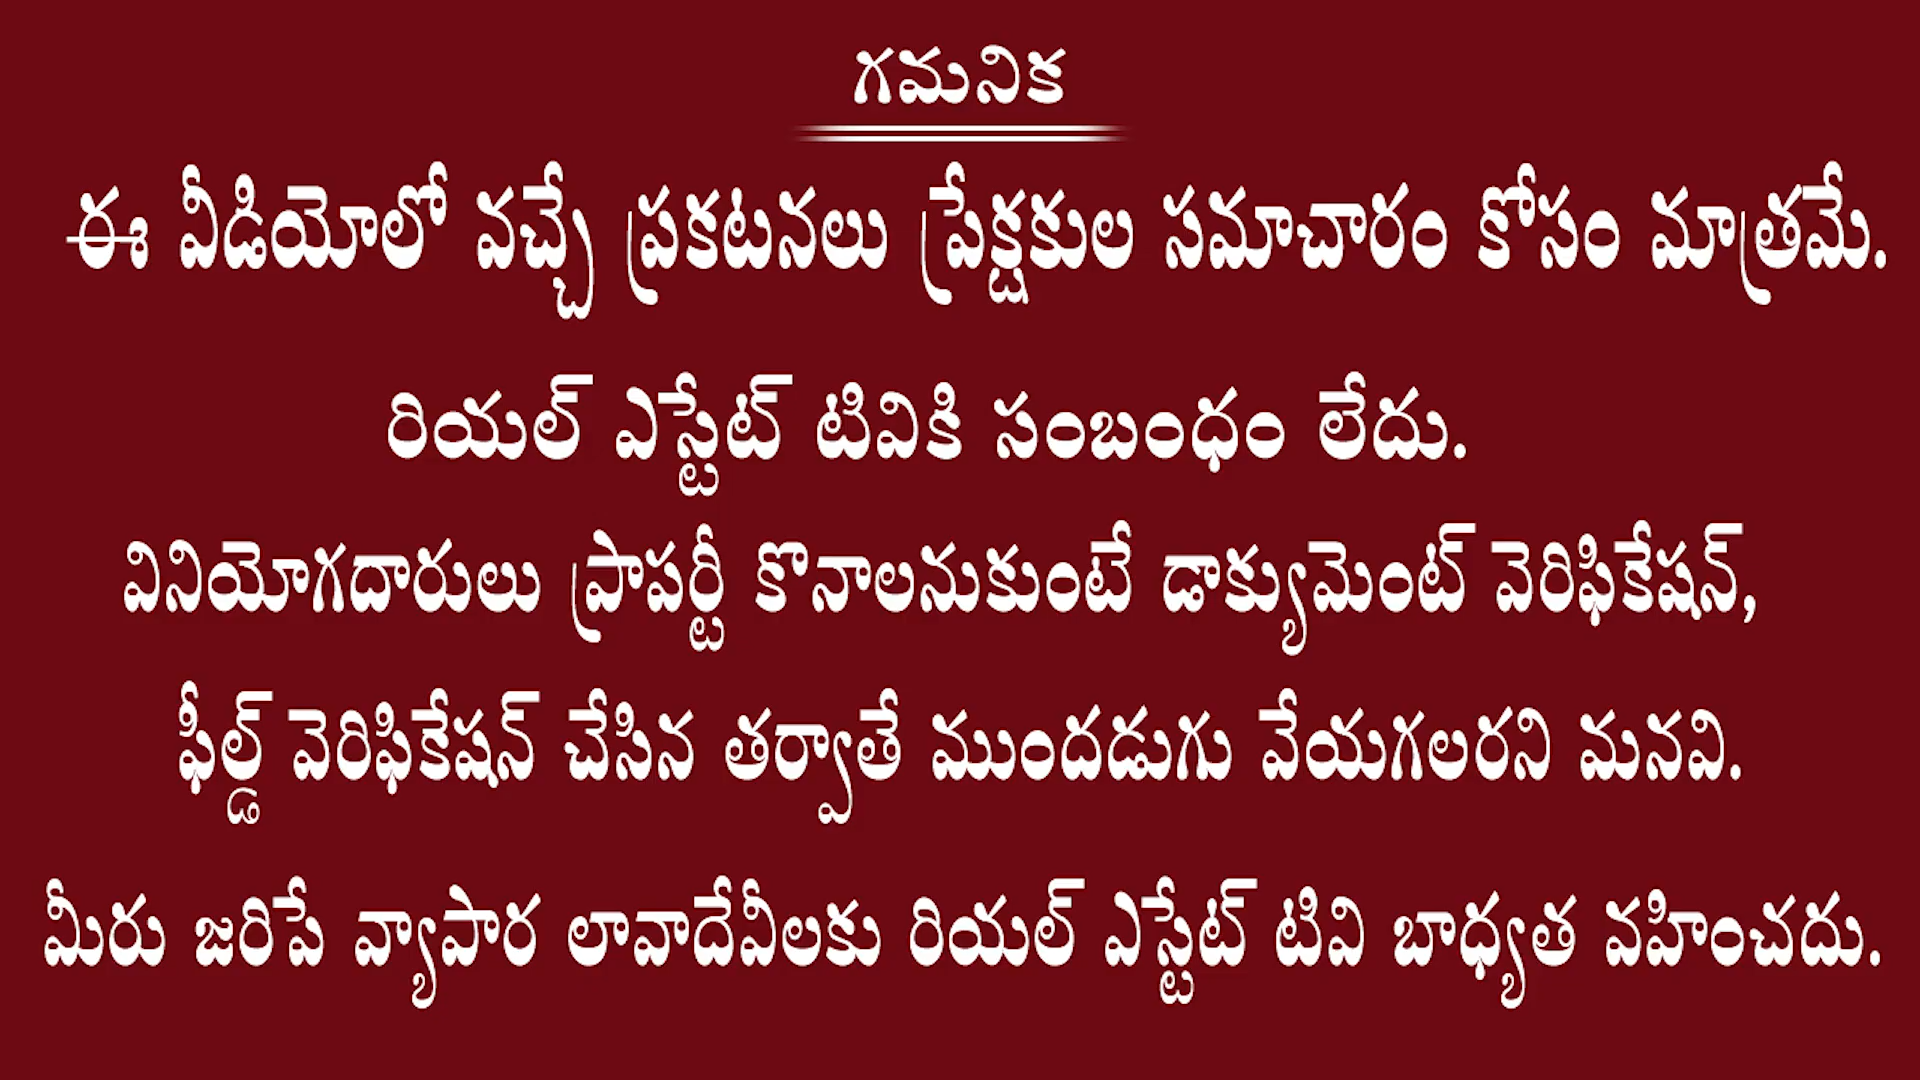 గమనిక
ఈ వీడియోలో వచ్చే ప్రకటనలు ప్రేక్షకుల సమాచారం కోసం మాత్రమే.
రియల్ ఎస్టేట్ టివికి సంబంధం లేదు.
వినియోగదారులు ప్రాపర్టీ కొనాలనుకుంటే డాక్యుమెంట్ వెరిఫికేషన్,
ఫీల్డ్ వెరిఫికేషన్ చేసిన తర్వాతే ముందడుగు వేయగలరని మనవి.
మీరు జరిపే వ్యాపార లావాదేవీలకు రియల్ ఎస్టేట్ టివి బాధ్యత వహించదు.